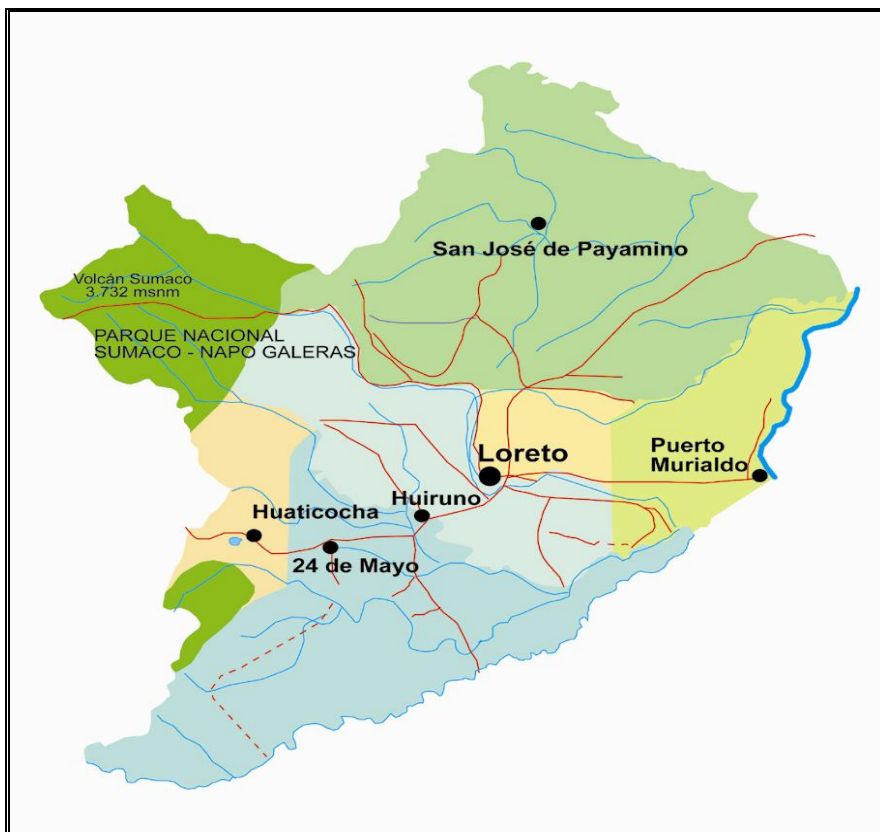 San José de Payamino
Volcán Sumaco
3.732 msnm
PARQUE NACIONAL
SUMACO - NAPO GALERAS
Loreto
Puerto
Murialdo
Huiruno
Huaticocha
24 de Mayo